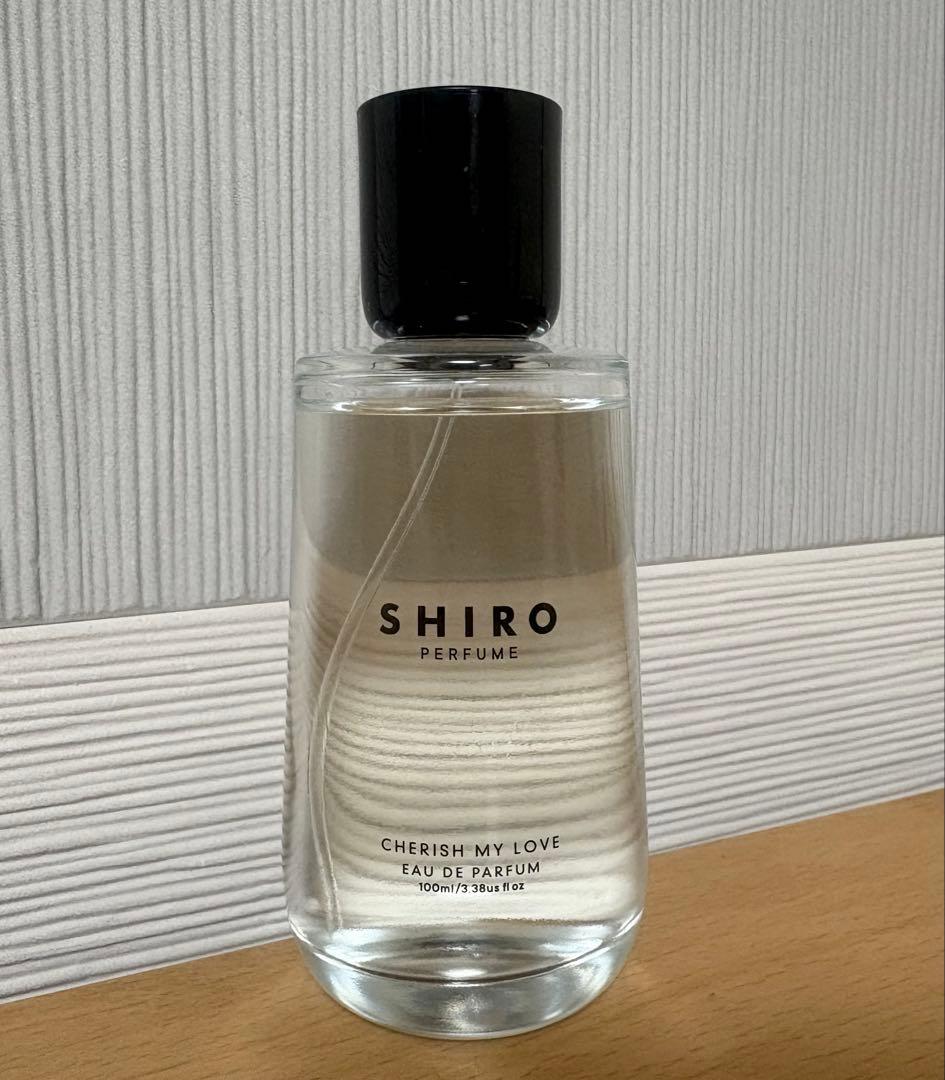 SHIRO
PERFUME
CHERISH MY LOVE
EAU DE PARFUM
100ml/3.38us fl oz